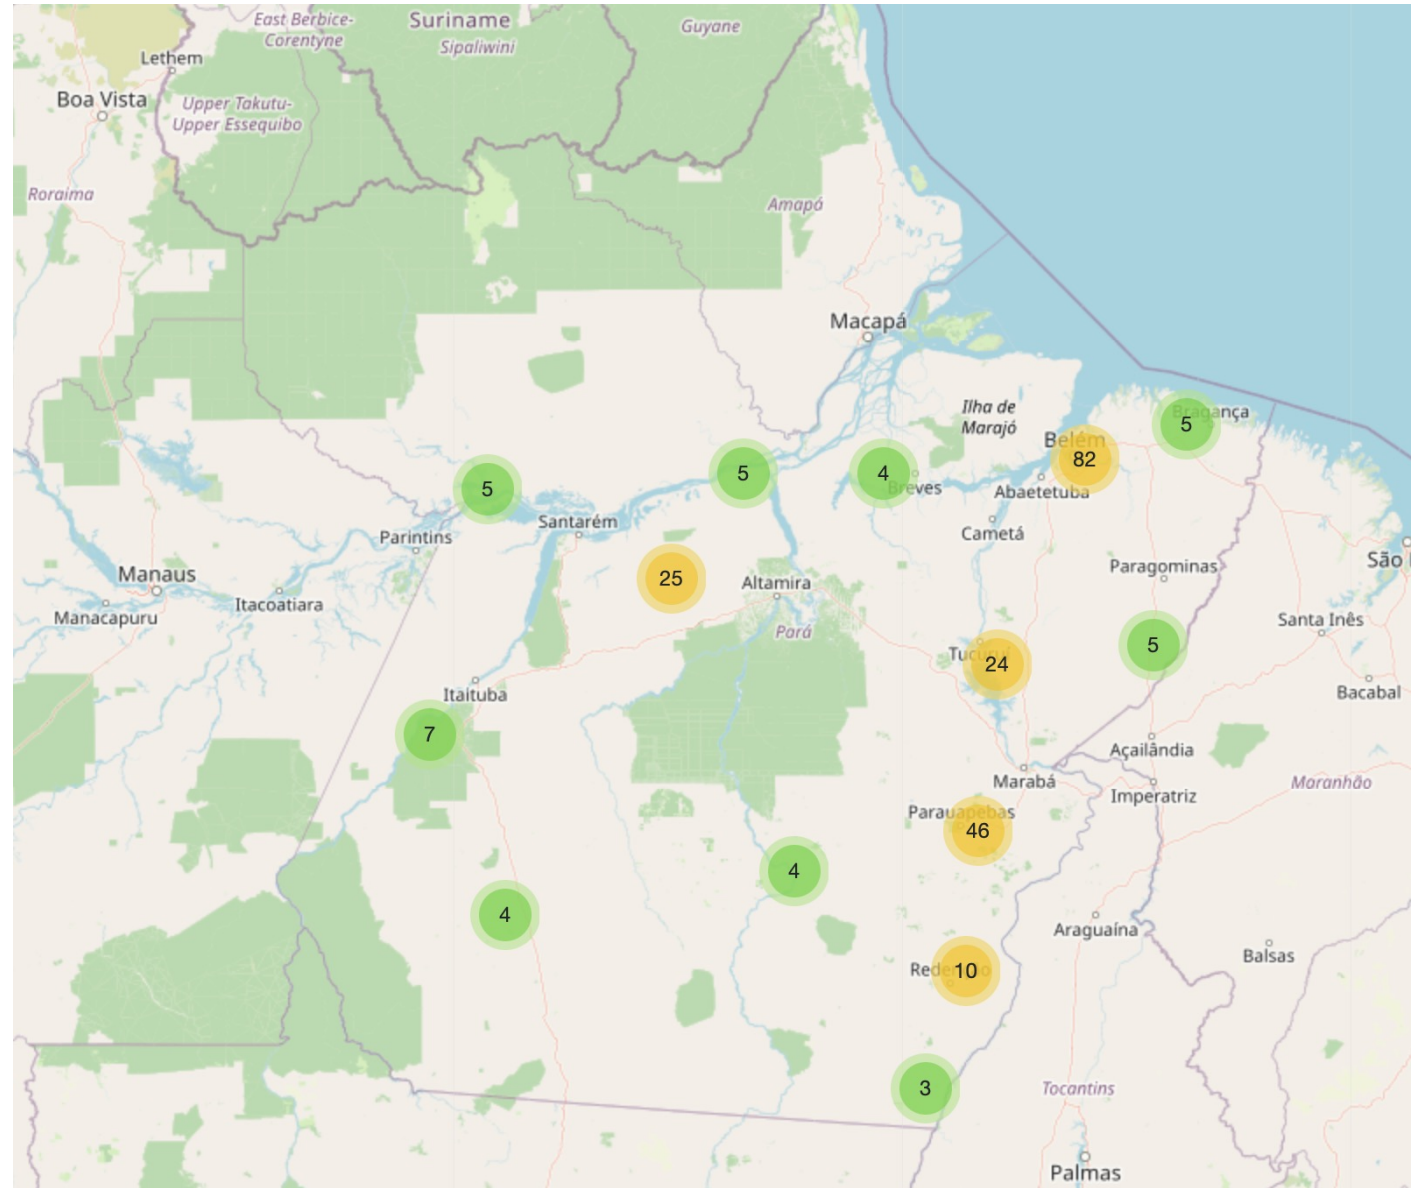 East Berbice-
Corentyne
Suriname
Sipaliwini
Guyane
Lethem
Boa Vista
Upper Takutu-
Upper Essequibo
Roraima
Amapá
Macapá
Ilha de
Marajó
Bragança
5
Belém
82
5
5
4
Breves
Abaetetuba
Santarém
Parintins
Cametá
Manaus
25
Altamira
Paragominas
São
Manacapuru
Itacoatiara
Pará
Santa Inês
5
Tucuruí
24
Itaituba
Bacabal
7
Açailândia
Marabá
Imperatriz
Maranhão
Parauapebas
46
4
4
Araguaína
Balsas
10
3
Tocantins
Palmas